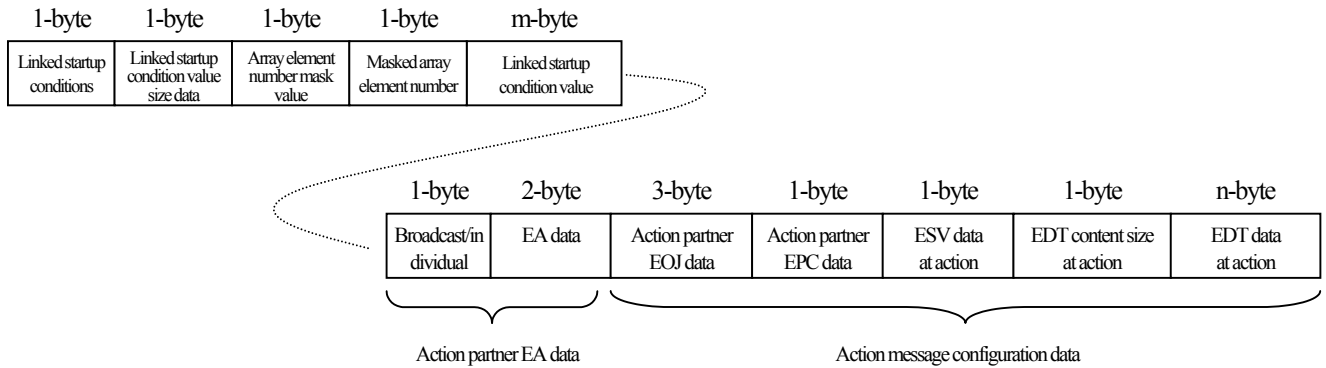 1-byte 1-byte 1-byte 1-byte m-byte
Linked startup conditions
Linked startup condition value size data
Array element number mask value
Masked array element number
Linked startup condition value
1-byte 2-byte 3-byte 1-byte 1-byte 1-byte n-byte
Broadcast/in dividual
EA data
Action partner EOJ data
Action partner EPC data
ESV data at action
EDT content size at action
EDT data at action
Action partner EA data
Action message configuration data